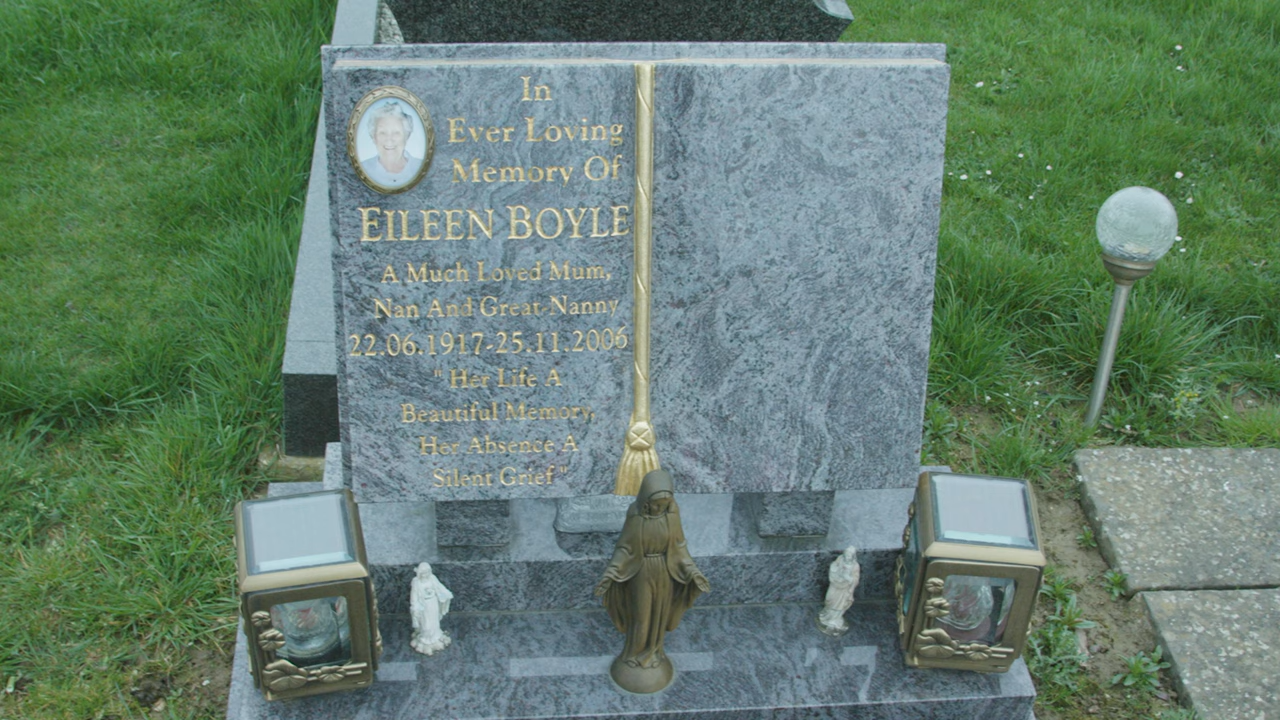 In
Ever Loving
Memory Of
EILEEN BOYLE
A Much Loved Mum,
Nan And Great-Nanny
22.06.1917-25.11.2006
" Her Life A
Beautiful Memory,
Her Absence A
Silent Grief "